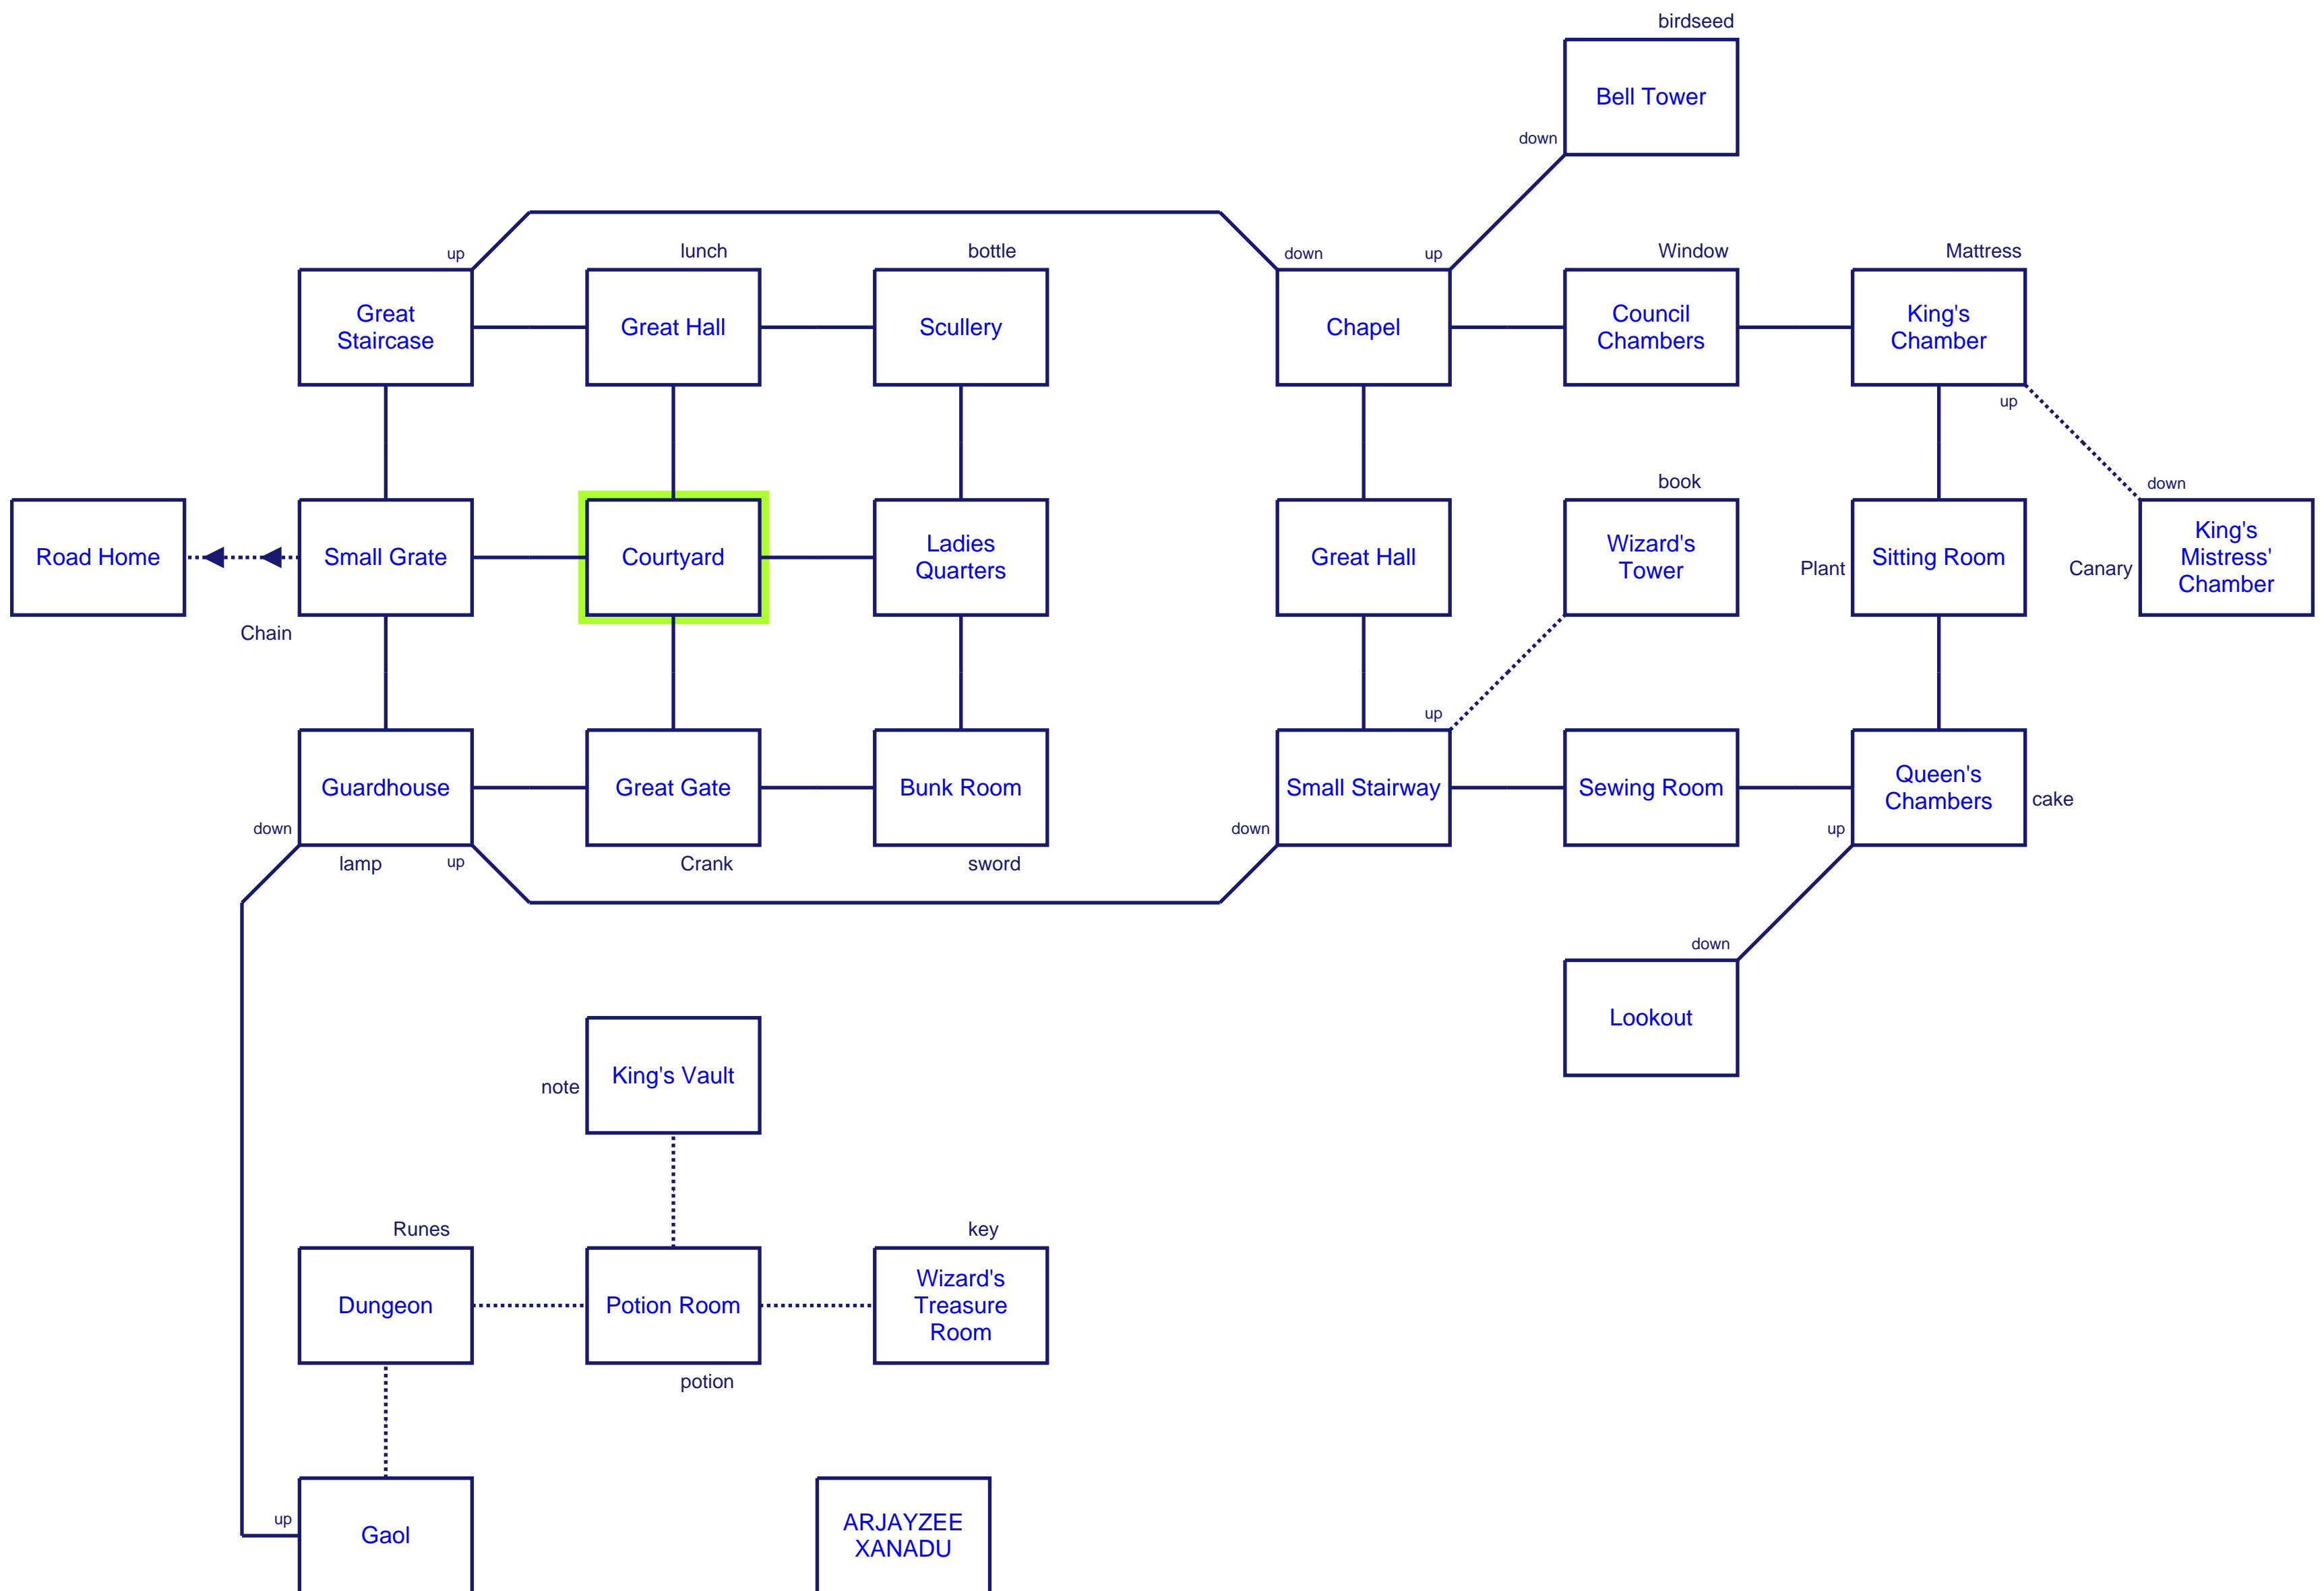 birdseed
Bell Tower
down
up
lunch
bottle
down
up
Window
Mattress
Great
Staircase
Great Hall
Scullery
Chapel
Council
Chambers
King's
Chamber
up
book
down
Road Home
Small Grate
Courtyard
Ladies
Quarters
Great Hall
Wizard's
Tower
Plant
Sitting Room
Canary
King's
Mistress'
Chamber
Chain
up
Guardhouse
Great Gate
Bunk Room
Small Stairway
Sewing Room
Queen's
Chambers
cake
down
lamp
up
Crank
sword
down
up
down
Lookout
note
King's Vault
Runes
key
Dungeon
Potion Room
Wizard's
Treasure
Room
potion
up
Gaol
ARJAYZEE
XANADU